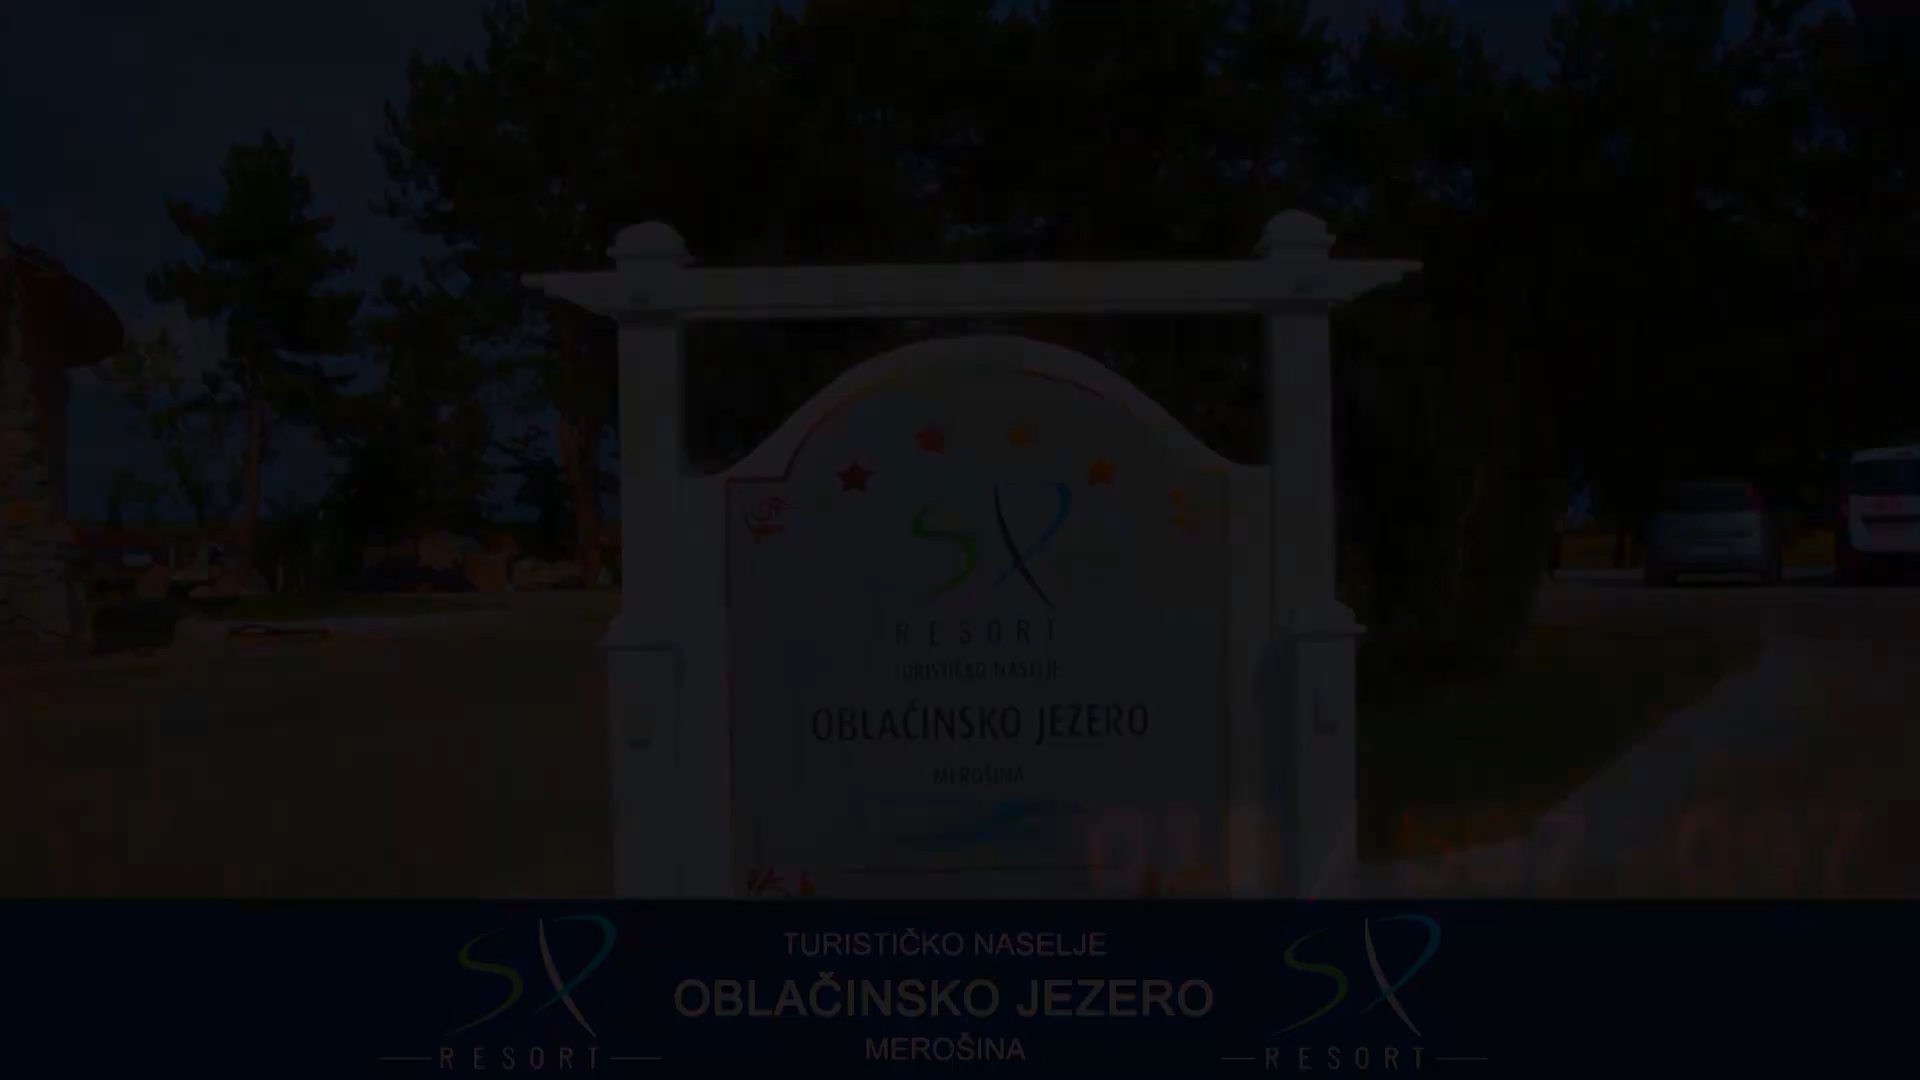 RESORT
TURISTIČKO NASELJE
OBLAČINSKO JEZERO
MEROŠINA
RESORT
TURISTIČKO NASELJE
OBLAČINSKO JEZERO
MEROŠINA
RESORT